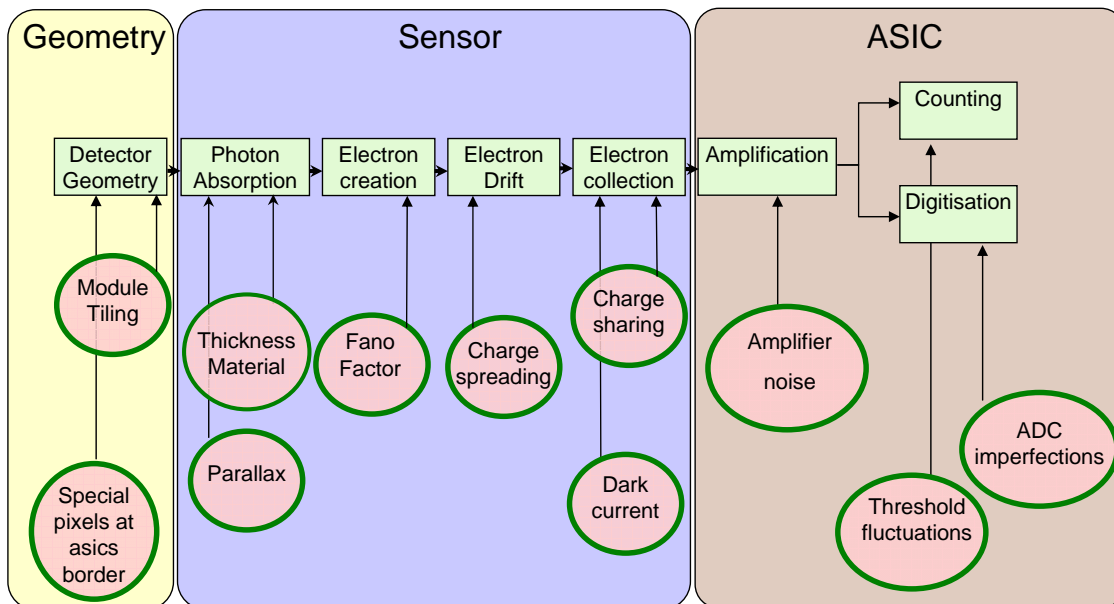 Geometry
Sensor
ASIC
Counting
Detector
Geometry
Photon
Absorption
Electron
creation
Electron
Drift
Electron
collection
Amplification
Digitisation
Module
Tiling
Thickness
Material
Fano
Factor
Charge
spreading
Charge
sharing
Amplifier
noise
ADC
imperfections
Parallax
Special
pixels at
asics
border
Dark
current
Threshold
fluctuations